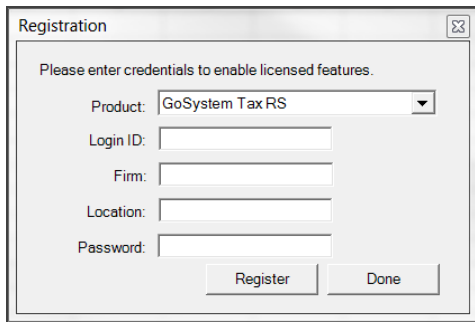 Registration
Please enter credentials to enable licensed features.
Product: GoSystem Tax RS
Login ID:
Firm:
Location:
Password:
Register Done